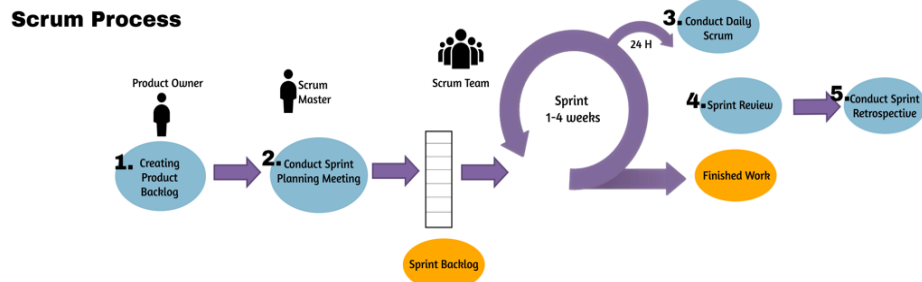 Scrum Process
Product Owner
Scrum
Master
Scrum Team
1. Creating
Product
Backlog
2. Conduct Sprint
Planning Meeting
Sprint Backlog
Sprint
1-4 weeks
24 H
3. Conduct Daily
Scrum
4. Sprint Review
5. Conduct Sprint
Retrospective
Finished Work